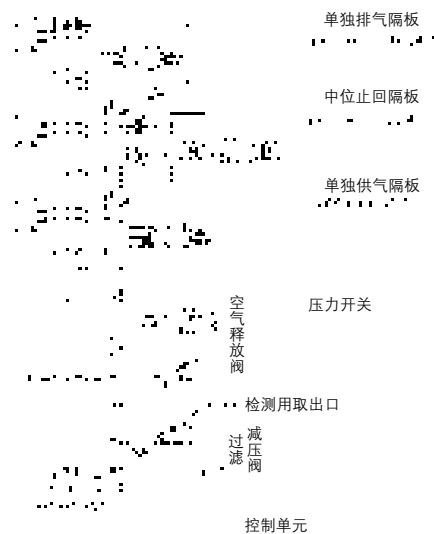 单独排气隔板
中位止回隔板
单独供气隔板
空气释放阀
压力开关
检测用取出口
过滤
减压阀
控制单元